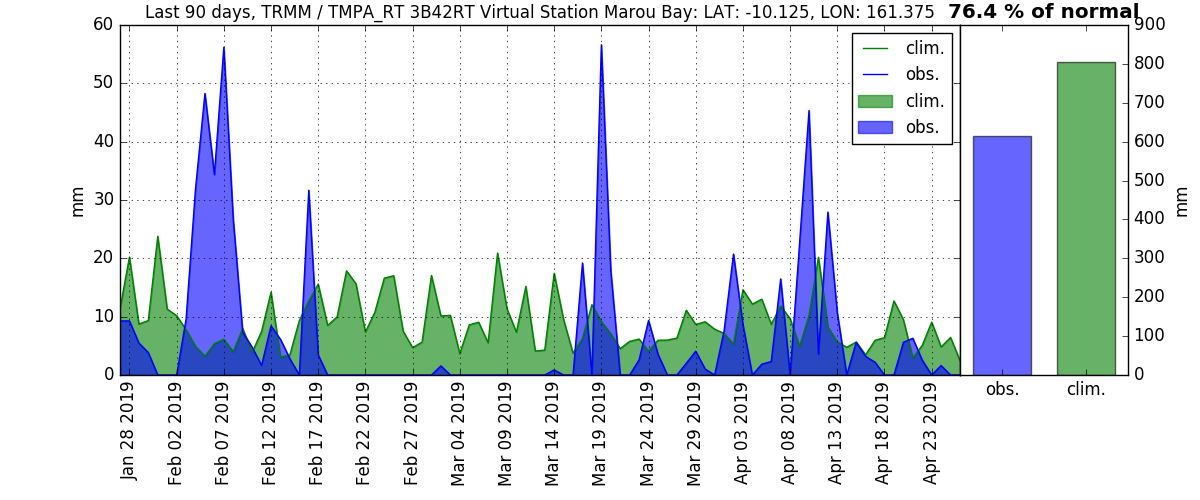 Last 90 days, TRMM / TMPA_RT 3B42RT Virtual Station Marou Bay: LAT: -10.125, LON: 161.375
76.4 % of normal
60
50
40
30
20
10
0
mm
clim.
obs.
clim.
obs.
Jan 28 2019
Feb 02 2019
Feb 07 2019
Feb 12 2019
Feb 17 2019
Feb 22 2019
Feb 27 2019
Mar 04 2019
Mar 09 2019
Mar 14 2019
Mar 19 2019
Mar 24 2019
Mar 29 2019
Apr 03 2019
Apr 08 2019
Apr 13 2019
Apr 18 2019
Apr 23 2019
900
800
700
600
500
400
300
200
100
0
mm
obs.
clim.